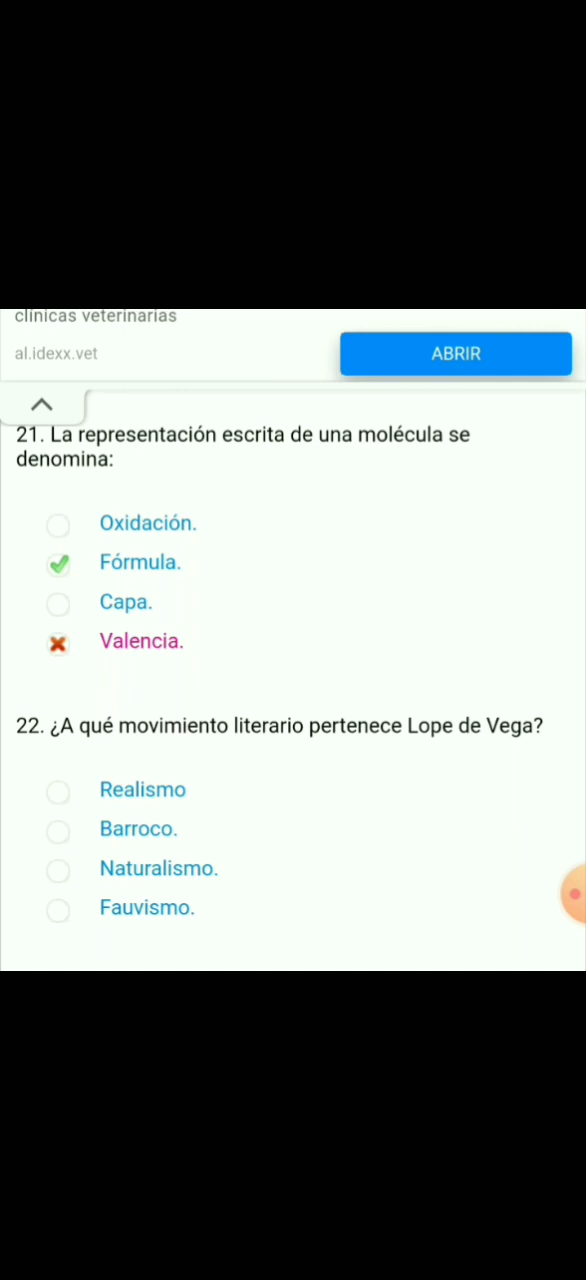 clínicas veterinarias
al.idexx.vet
ABRIR
21. La representación escrita de una molécula se
denomina:
Oxidación.
Fórmula.
Capa.
Valencia.
22. ¿A qué movimiento literario pertenece Lope de Vega?
Realismo
Barroco.
Naturalismo.
Fauvismo.